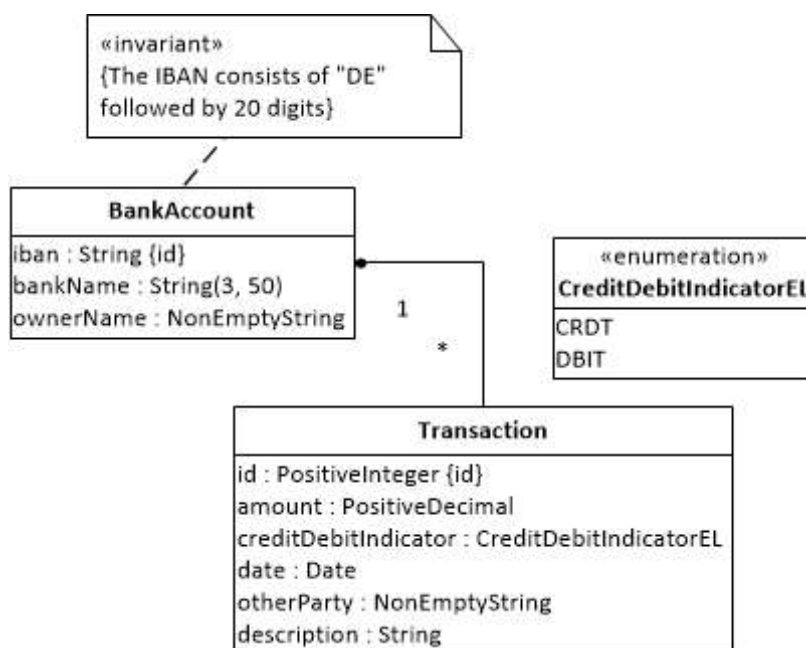 «invariant»
{The IBAN consists of "DE"
followed by 20 digits}
BankAccount
iban : String {id}
bankName : String(3, 50)
ownerName : NonEmptyString
1
*
«enumeration»
CreditDebitIndicatorEL
CRDT
DBIT
Transaction
id : PositiveInteger {id}
amount : PositiveDecimal
creditDebitIndicator : CreditDebitIndicatorEL
date : Date
otherParty : NonEmptyString
description : String